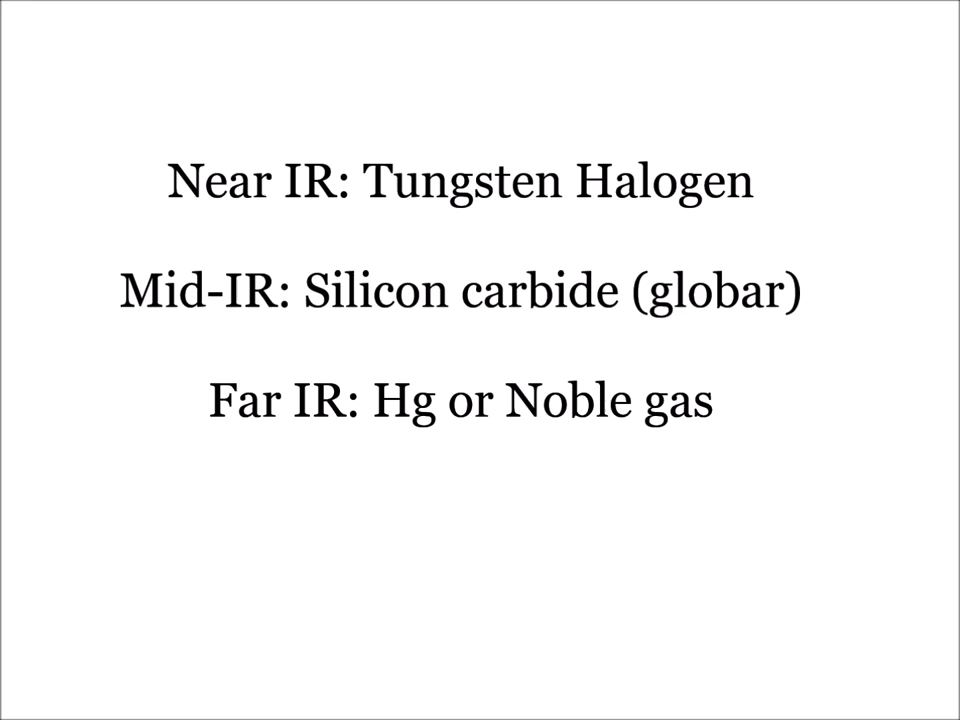 Near IR: Tungsten Halogen
Mid-IR: Silicon carbide (globar)
Far IR: Hg or Noble gas